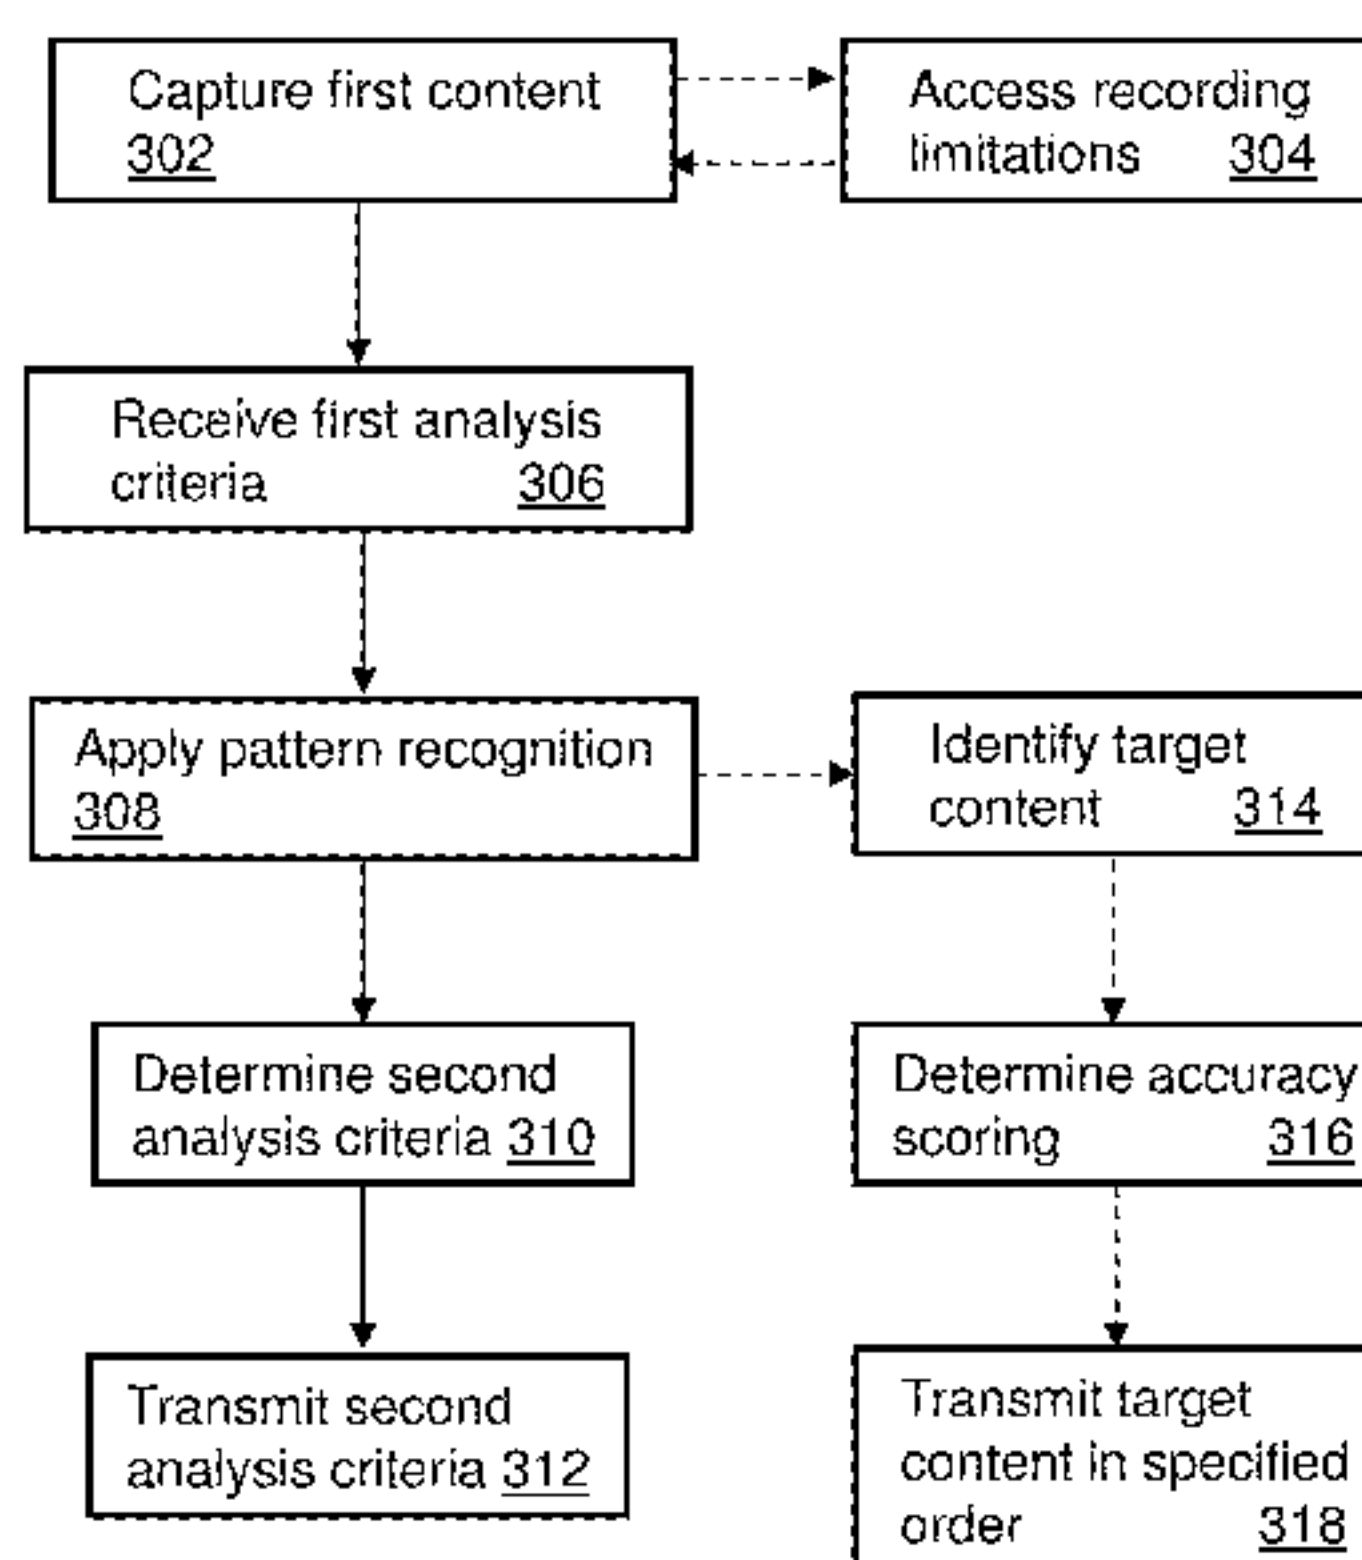 Capture first content
302
Access recording
limitations 304
Receive first analysis
criteria 306
Apply pattern recognition
308
Identify target
content 314
Determine second
analysis criteria 310
Determine accuracy
scoring 316
Transmit second
analysis criteria 312
Transmit target
content in specified
order 318